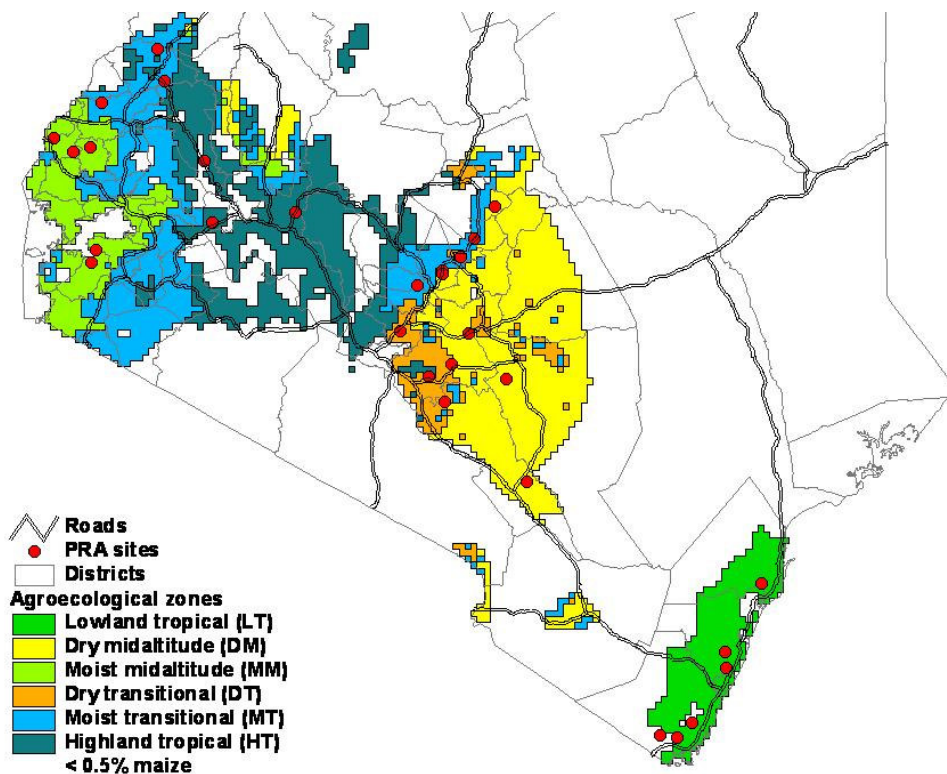 Roads
PRA sites
Districts
Agroecological zones
Lowland tropical (LT)
Dry midaltitude (DM)
Moist midaltitude (MM)
Dry transitional (DT)
Moist transitional (MT)
Highland tropical (HT)
< 0.5% maize